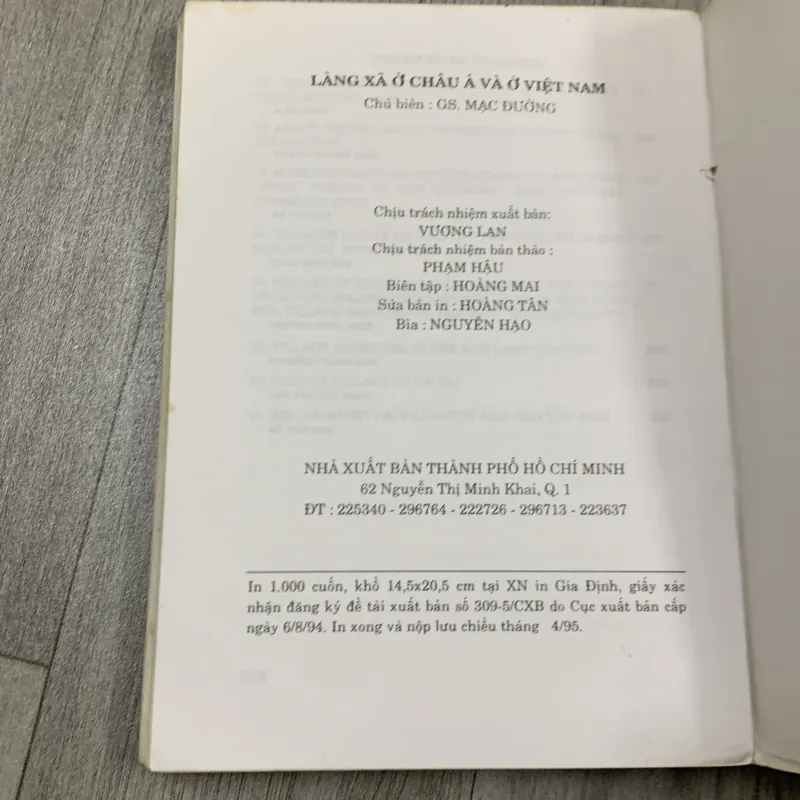 LÀNG XÃ Ở CHÂU Á VÀ Ở VIỆT NAM
Chủ biên : GS. MẠC ĐƯỜNG
Chịu trách nhiệm xuất bản:
VƯƠNG LAN
Chịu trách nhiệm bản thảo :
PHẠM HẬU
Biên tập : HOÀNG MAI
Sửa bản in : HOÀNG TÂN
Bìa : NGUYÊN HẠO
NHÀ XUẤT BẢN THÀNH PHỐ HỒ CHÍ MINH
62 Nguyễn Thị Minh Khai, Q. 1
ĐT : 225340 - 296764 - 222726 - 296713 - 223637
In 1.000 cuốn, khổ 14,5x20,5 cm tại XN in Gia Định, giấy xác
nhận đăng ký đề tài xuất bản số 309-5/CXB do Cục xuất bản cấp
ngày 6/8/94. In xong và nộp lưu chiểu tháng 4/95.